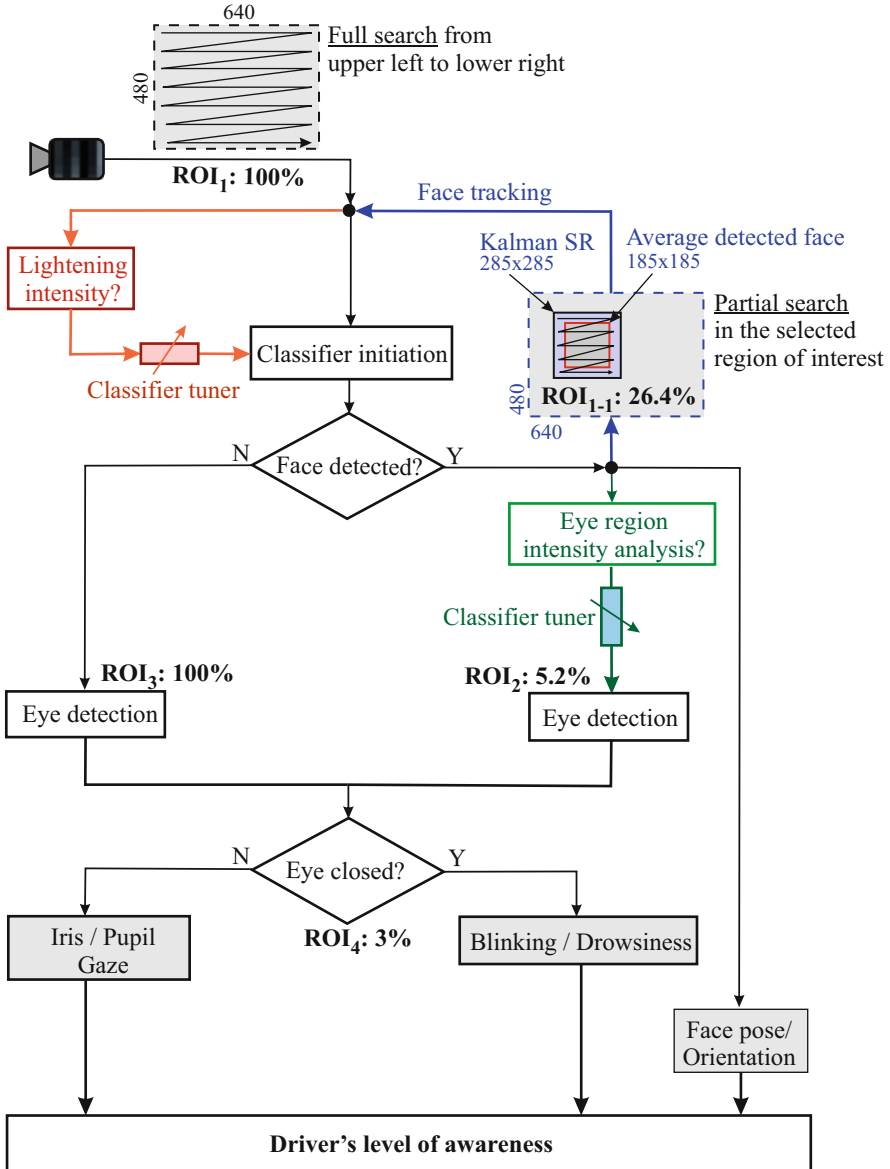 640
480
Full search from
upper left to lower right
ROI1: 100%
Face tracking
Lightening
intensity?
Kalman SR
285x285
Average detected face
185x185
Partial search
in the selected
region of interest
Classifier tuner
Classifier initiation
ROI1-1: 26.4%
480
640
N
Face detected?
Y
Eye region
intensity analysis?
Classifier tuner
ROI3: 100%
ROI2: 5.2%
Eye detection
Eye detection
N
Eye closed?
Y
ROI4: 3%
Iris / Pupil
Gaze
Blinking / Drowsiness
Face pose/
Orientation
Driver's level of awareness